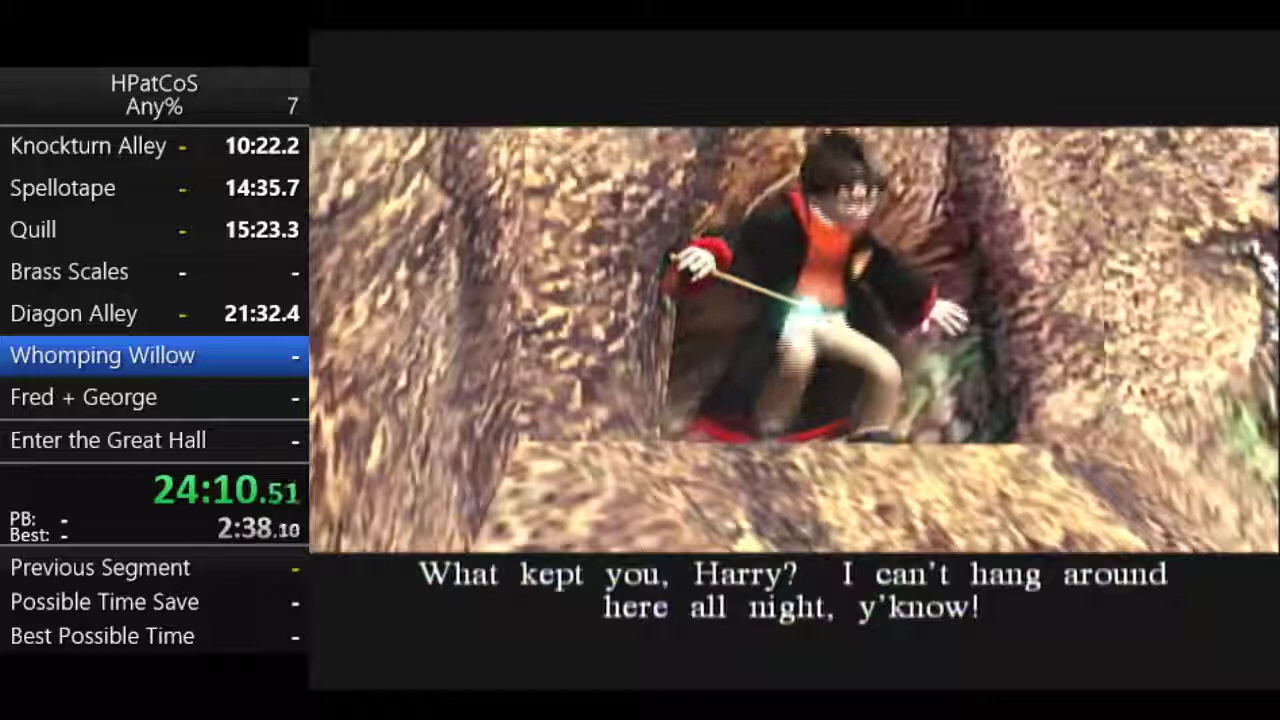 HPatCoS
Any% 7
Knockturn Alley - 10:22.2
Spellotape - 14:35.7
Quill - 15:23.3
Brass Scales - -
Diagon Alley - 21:32.4
Whomping Willow -
Fred + George -
Enter the Great Hall -
24:10.51
PB: -
Best: - 2:38.10
Previous Segment -
Possible Time Save -
Best Possible Time -
What kept you, Harry? I can't hang around
here all night, y'know!